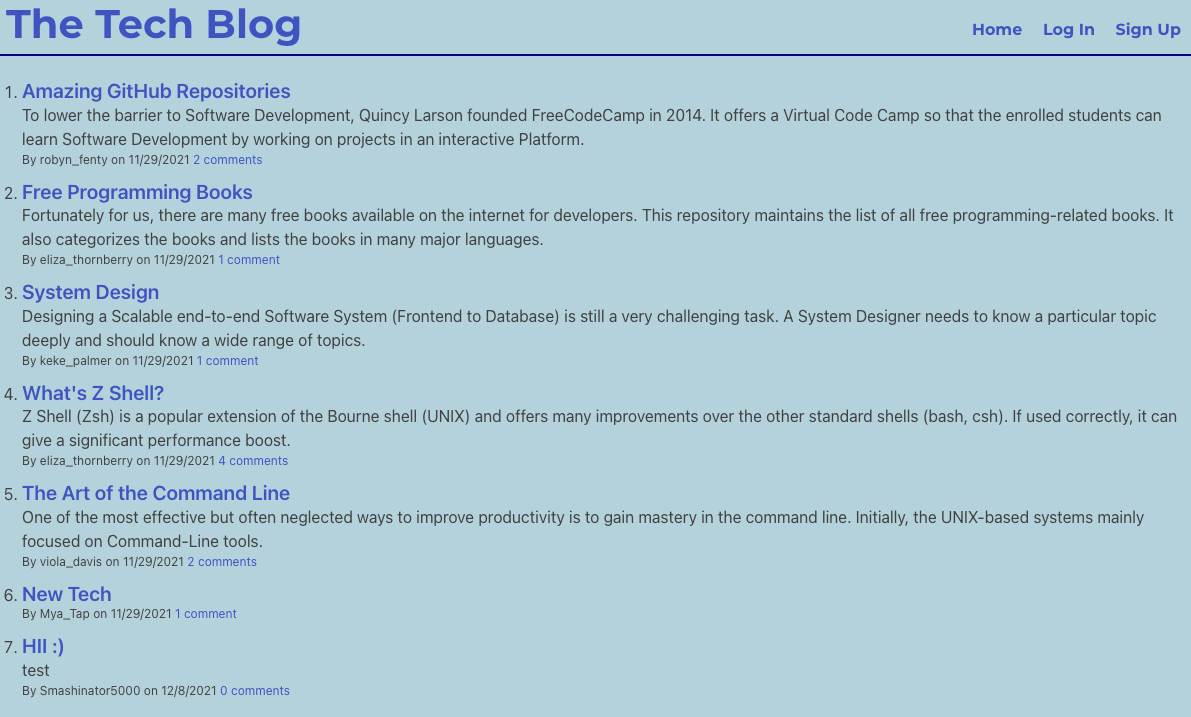 The Tech Blog
Home Log In Sign Up
1. Amazing GitHub Repositories
To lower the barrier to Software Development, Quincy Larson founded FreeCodeCamp in 2014. It offers a Virtual Code Camp so that the enrolled students can
learn Software Development by working on projects in an interactive Platform.
By robyn_fenty on 11/29/2021 2 comments
2. Free Programming Books
Fortunately for us, there are many free books available on the internet for developers. This repository maintains the list of all free programming-related books. It
also categorizes the books and lists the books in many major languages.
By eliza_thornberry on 11/29/2021 1 comment
3. System Design
Designing a Scalable end-to-end Software System (Frontend to Database) is still a very challenging task. A System Designer needs to know a particular topic
deeply and should know a wide range of topics.
By keke_palmer on 11/29/2021 1 comment
4. What's Z Shell?
Z Shell (Zsh) is a popular extension of the Bourne shell (UNIX) and offers many improvements over the other standard shells (bash, csh). If used correctly, it can
give a significant performance boost.
By eliza_thornberry on 11/29/2021 4 comments
5. The Art of the Command Line
One of the most effective but often neglected ways to improve productivity is to gain mastery in the command line. Initially, the UNIX-based systems mainly
focused on Command-Line tools.
By viola_davis on 11/29/2021 2 comments
6. New Tech
By Mya_Tap on 11/29/2021 1 comment
7. HII :)
test
By Smashinator5000 on 12/8/2021 0 comments